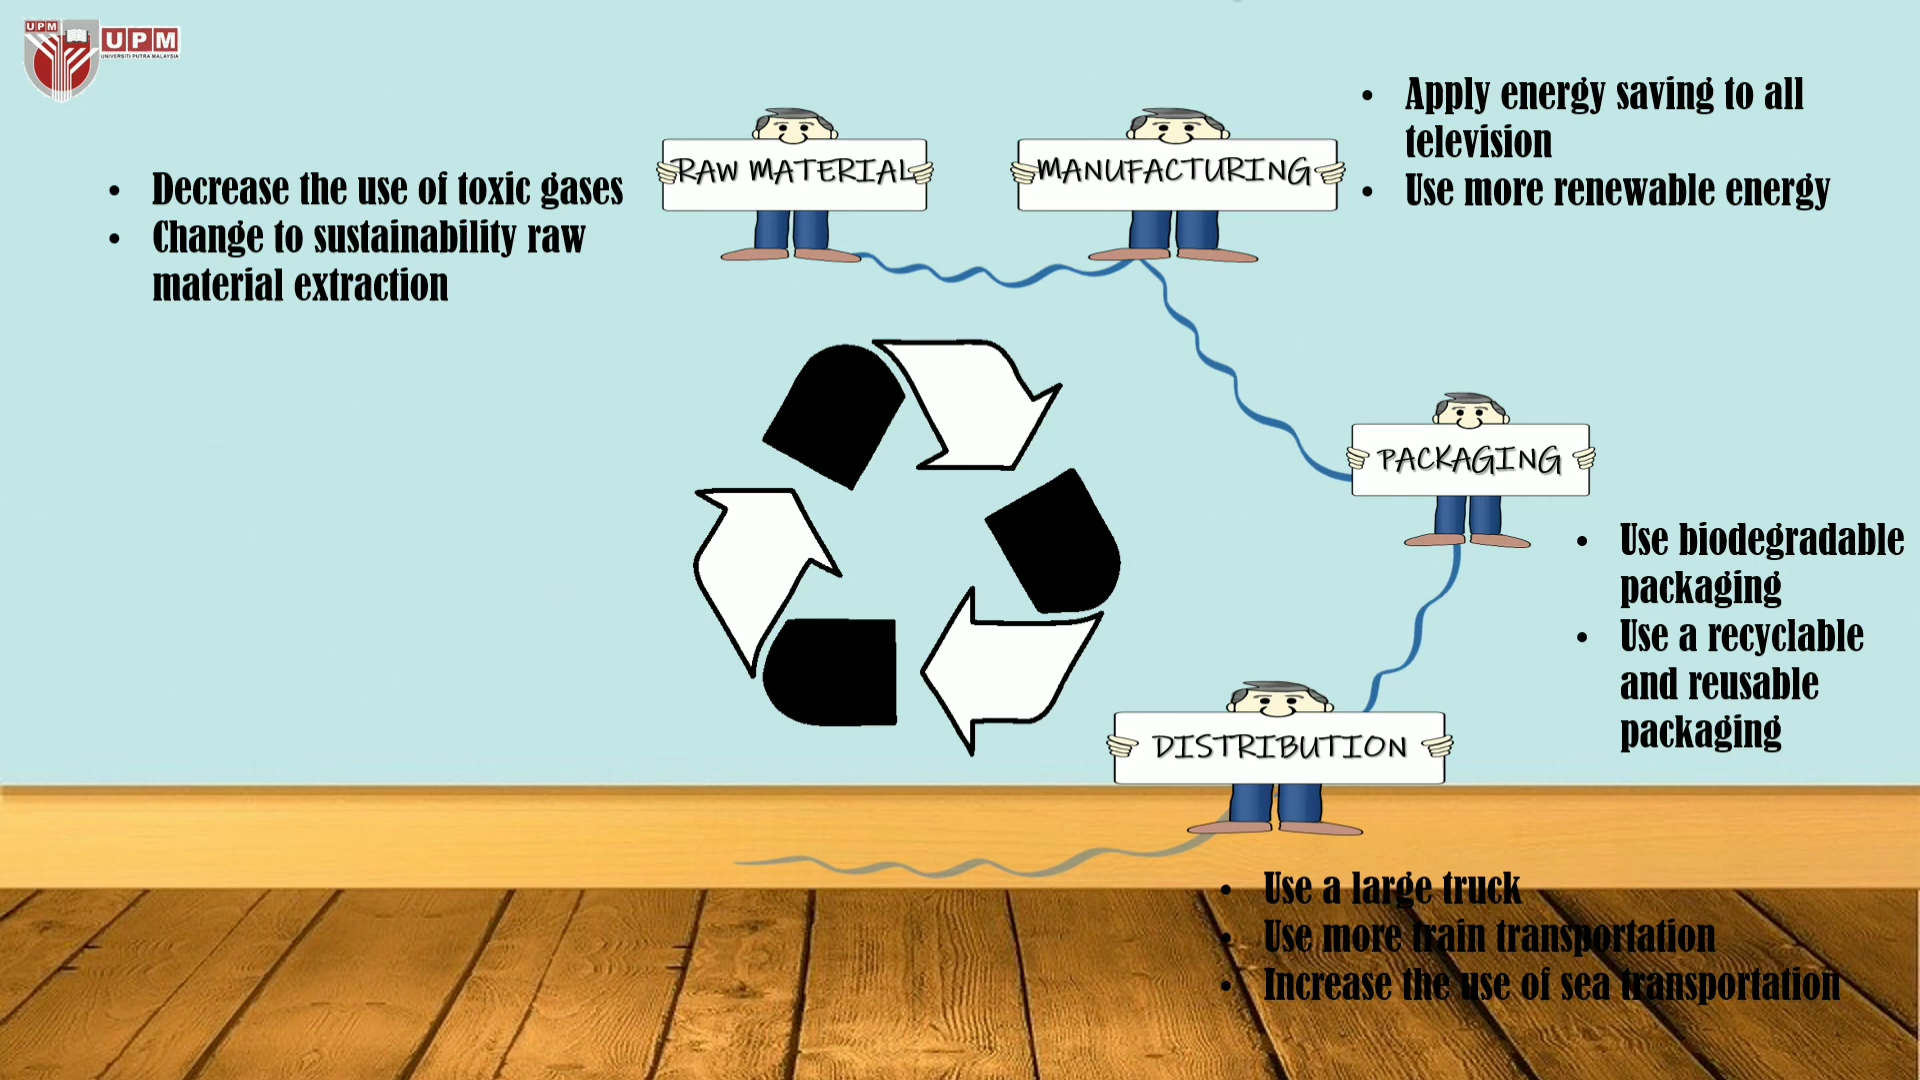 UPM
UPM
UNIVERSITI PUTRA MALAYSIA
RAW MATERIAL
• Decrease the use of toxic gases
• Change to sustainability raw
material extraction
MANUFACTURING
• Apply energy saving to all
television
• Use more renewable energy
PACKAGING
• Use biodegradable
packaging
• Use a recyclable
and reusable
packaging
DISTRIBUTION
• Use a large truck
• Use more train transportation
• Increase the use of sea transportation